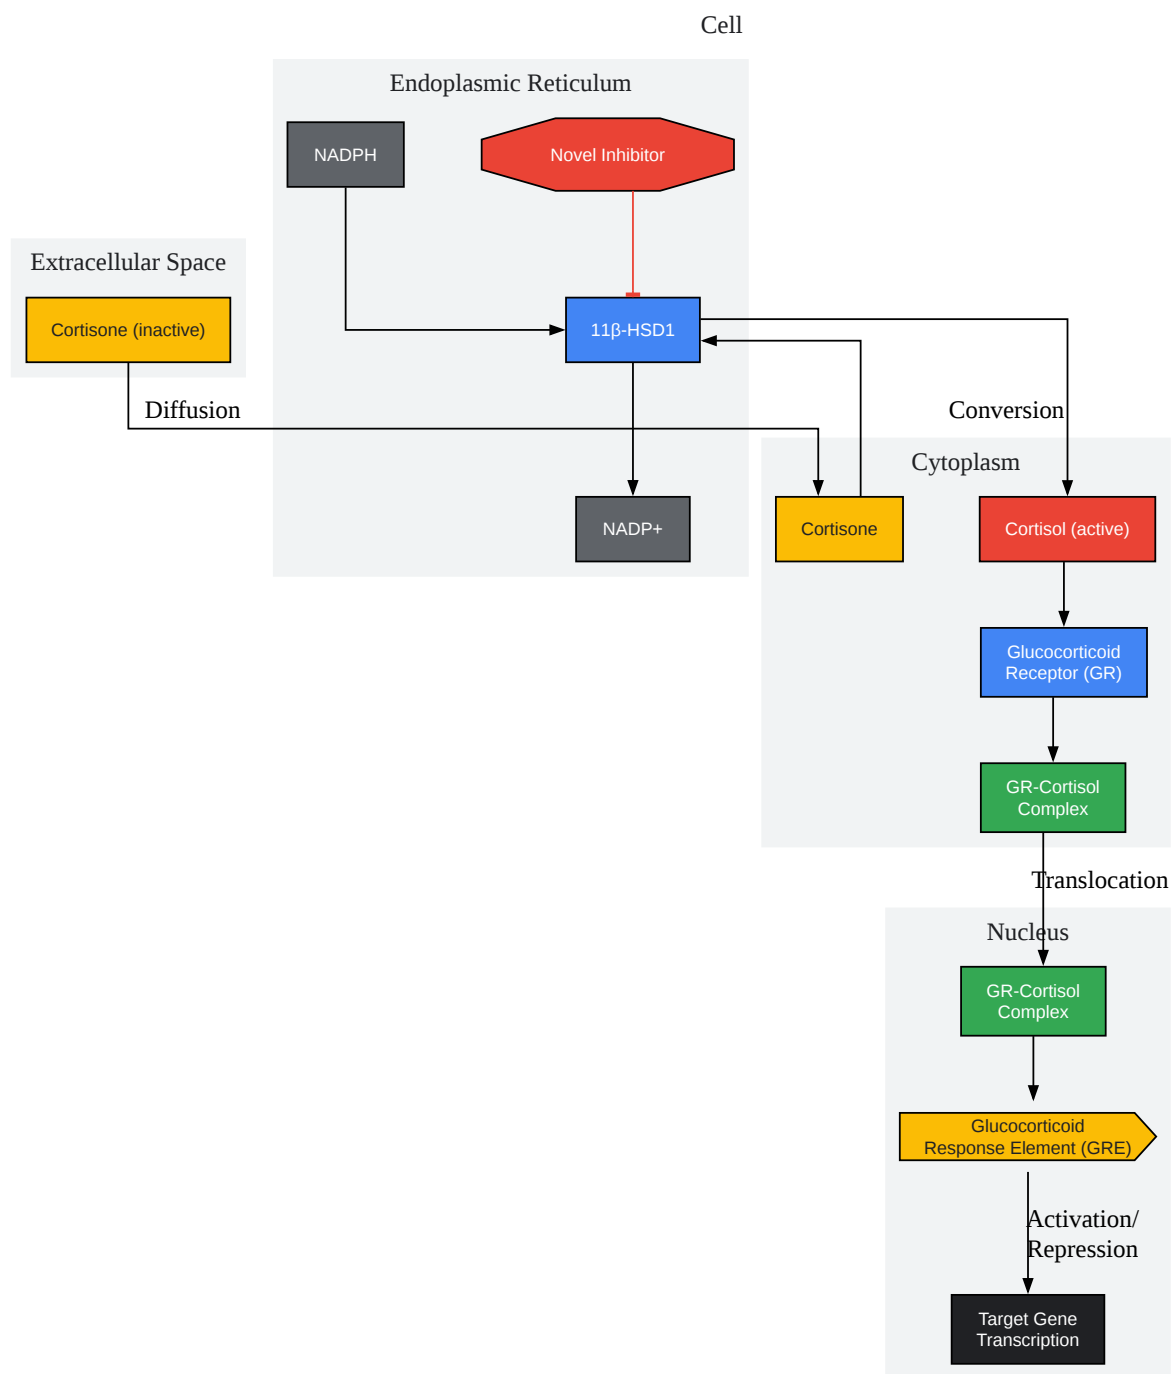 Cell
Endoplasmic Reticulum
NADPH
Novel Inhibitor
Extracellular Space
Cortisone (inactive)
11β-HSD1
Diffusion
Conversion
Cytoplasm
NADP+
Cortisone
Cortisol (active)
Glucocorticoid
Receptor (GR)
GR-Cortisol
Complex
Translocation
Nucleus
GR-Cortisol
Complex
Glucocorticoid
Response Element (GRE)
Activation/
Repression
Target Gene
Transcription